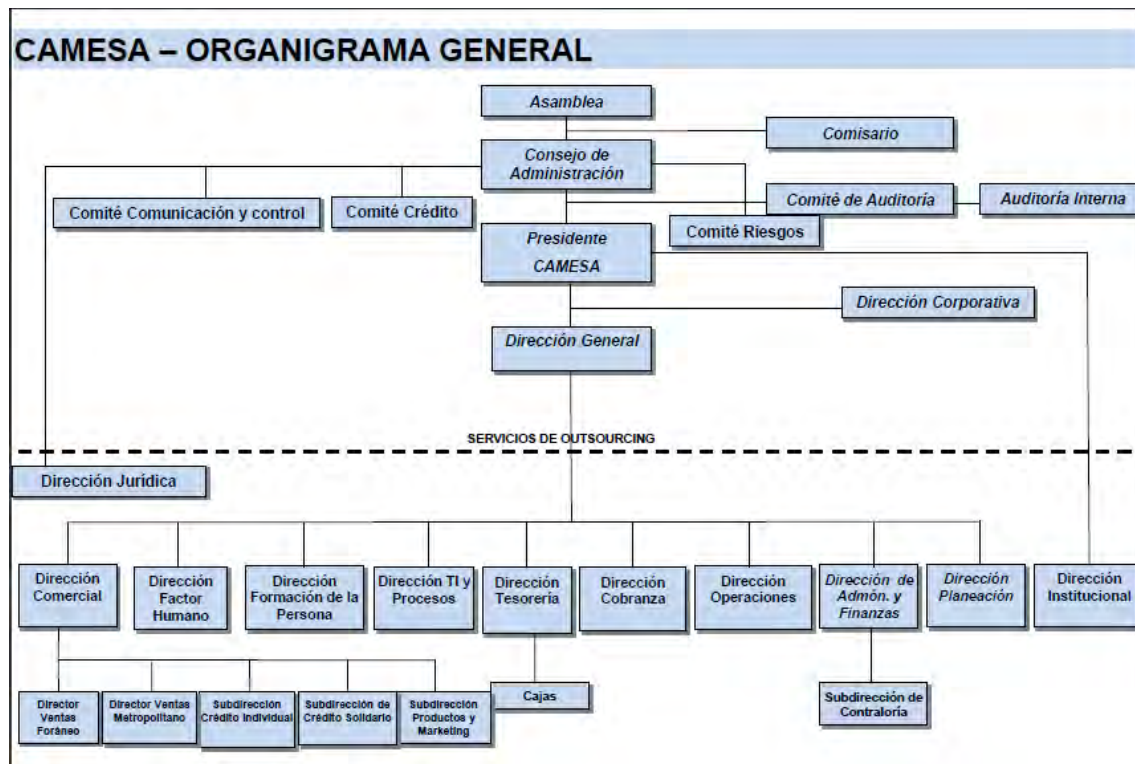 CAMESA – ORGANIGRAMA GENERAL
Asamblea
Comisario
Consejo de
Administración
Comité Comunicación y control
Comité Crédito
Comité de Auditoría
Auditoría Interna
Comité Riesgos
Presidente
CAMESA
Dirección Corporativa
Dirección General
SERVICIOS DE OUTSOURCING
Dirección Jurídica
Dirección
Comercial
Dirección
Factor
Humano
Dirección
Formación de la
Persona
Dirección TI y
Procesos
Dirección
Tesorería
Dirección
Cobranza
Dirección
Operaciones
Dirección de
Admón. y
Finanzas
Dirección
Planeación
Dirección
Institucional
Director
Ventas
Foráneo
Director Ventas
Metropolitano
Subdirección
Crédito Individual
Subdirección de
Crédito Solidario
Subdirección
Productos y
Marketing
Cajas
Subdirección de
Contraloría